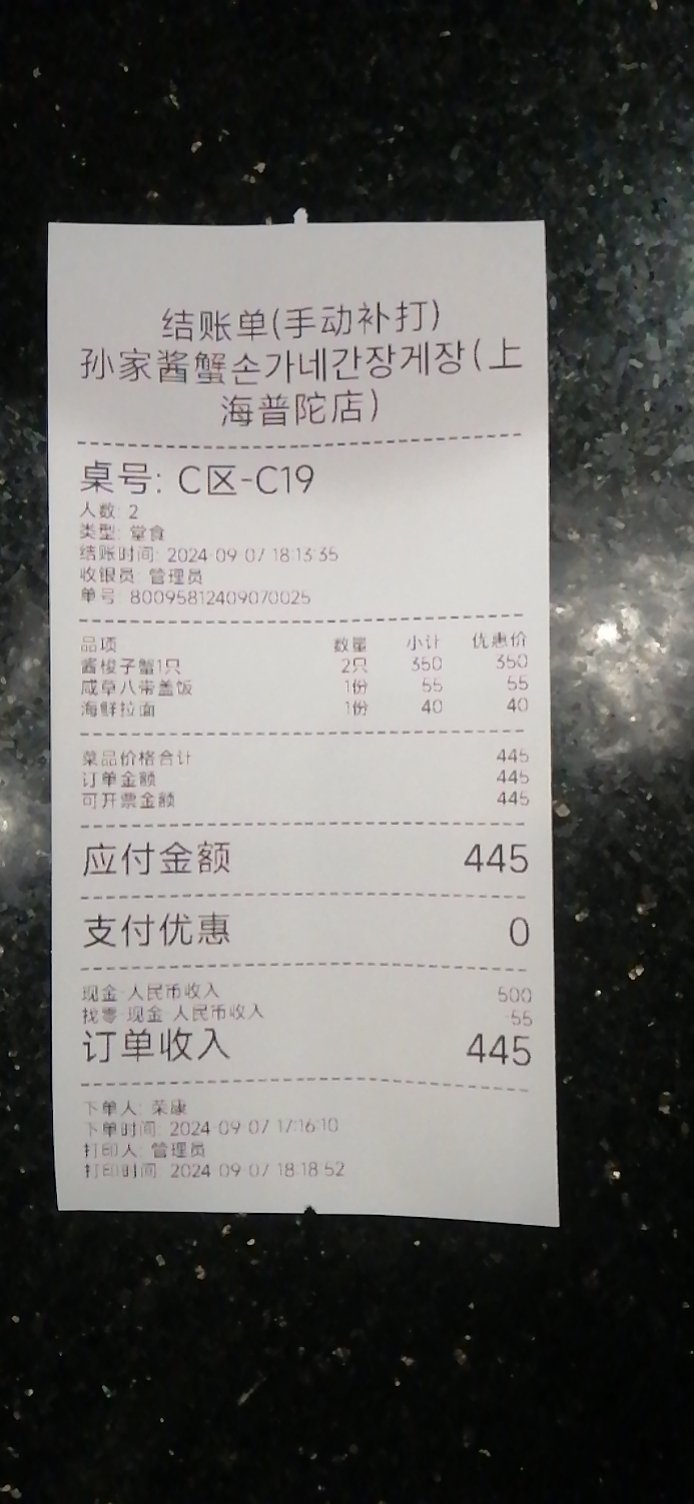 结账单(手动补打)
孙家酱蟹손가네간장게장(上
海普陀店)
桌号: C区-C19
人数: 2
类型: 堂食
结账时间: 2024-09-07 18:13:35
收银员: 管理员
单号: 80095812409070025
品项 数量 小计 优惠价
酱梭子蟹1只 2只 350 350
咸草八带盖饭 1份 55 55
海鲜拉面 1份 40 40
菜品价格合计 445
订单金额 445
可开票金额 445
应付金额 445
支付优惠 0
现金-人民币收入 500
找零-现金-人民币收入 -55
订单收入 445
下单人: 荣康
下单时间: 2024-09-07 17:16:10
打印人: 管理员
打印时间: 2024-09-07 18:18:52